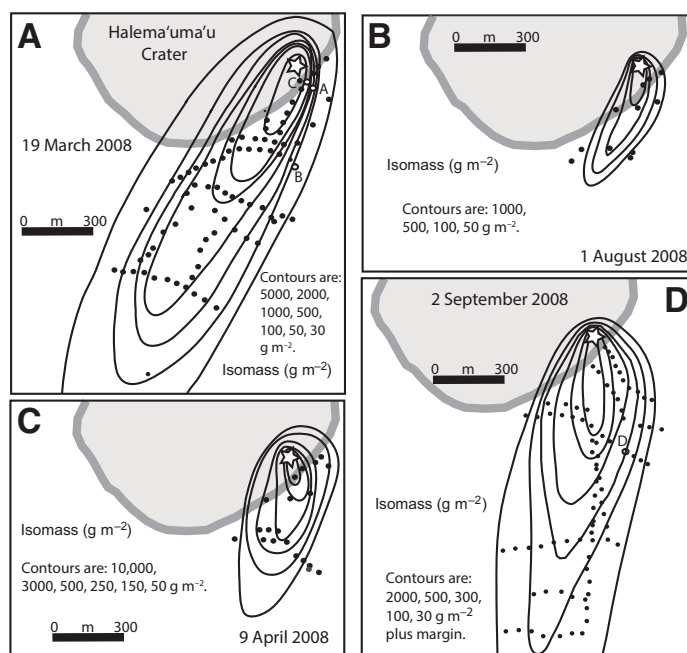 A
Halema‘uma‘u
Crater
C
A
B
19 March 2008
0 m 300
Contours are:
5000, 2000,
1000, 500,
100, 50, 30
g m–2.
Isomass (g m–2)
B
0 m 300
Isomass (g m–2)
Contours are: 1000,
500, 100, 50 g m–2.
1 August 2008
C
Isomass (g m–2)
Contours are: 10,000,
3000, 500, 250, 150, 50 g m–2.
0 m 300
9 April 2008
D
2 September 2008
0 m 300
D
Isomass (g m–2)
Contours are:
2000, 500, 300,
100, 30 g m–2
plus margin.